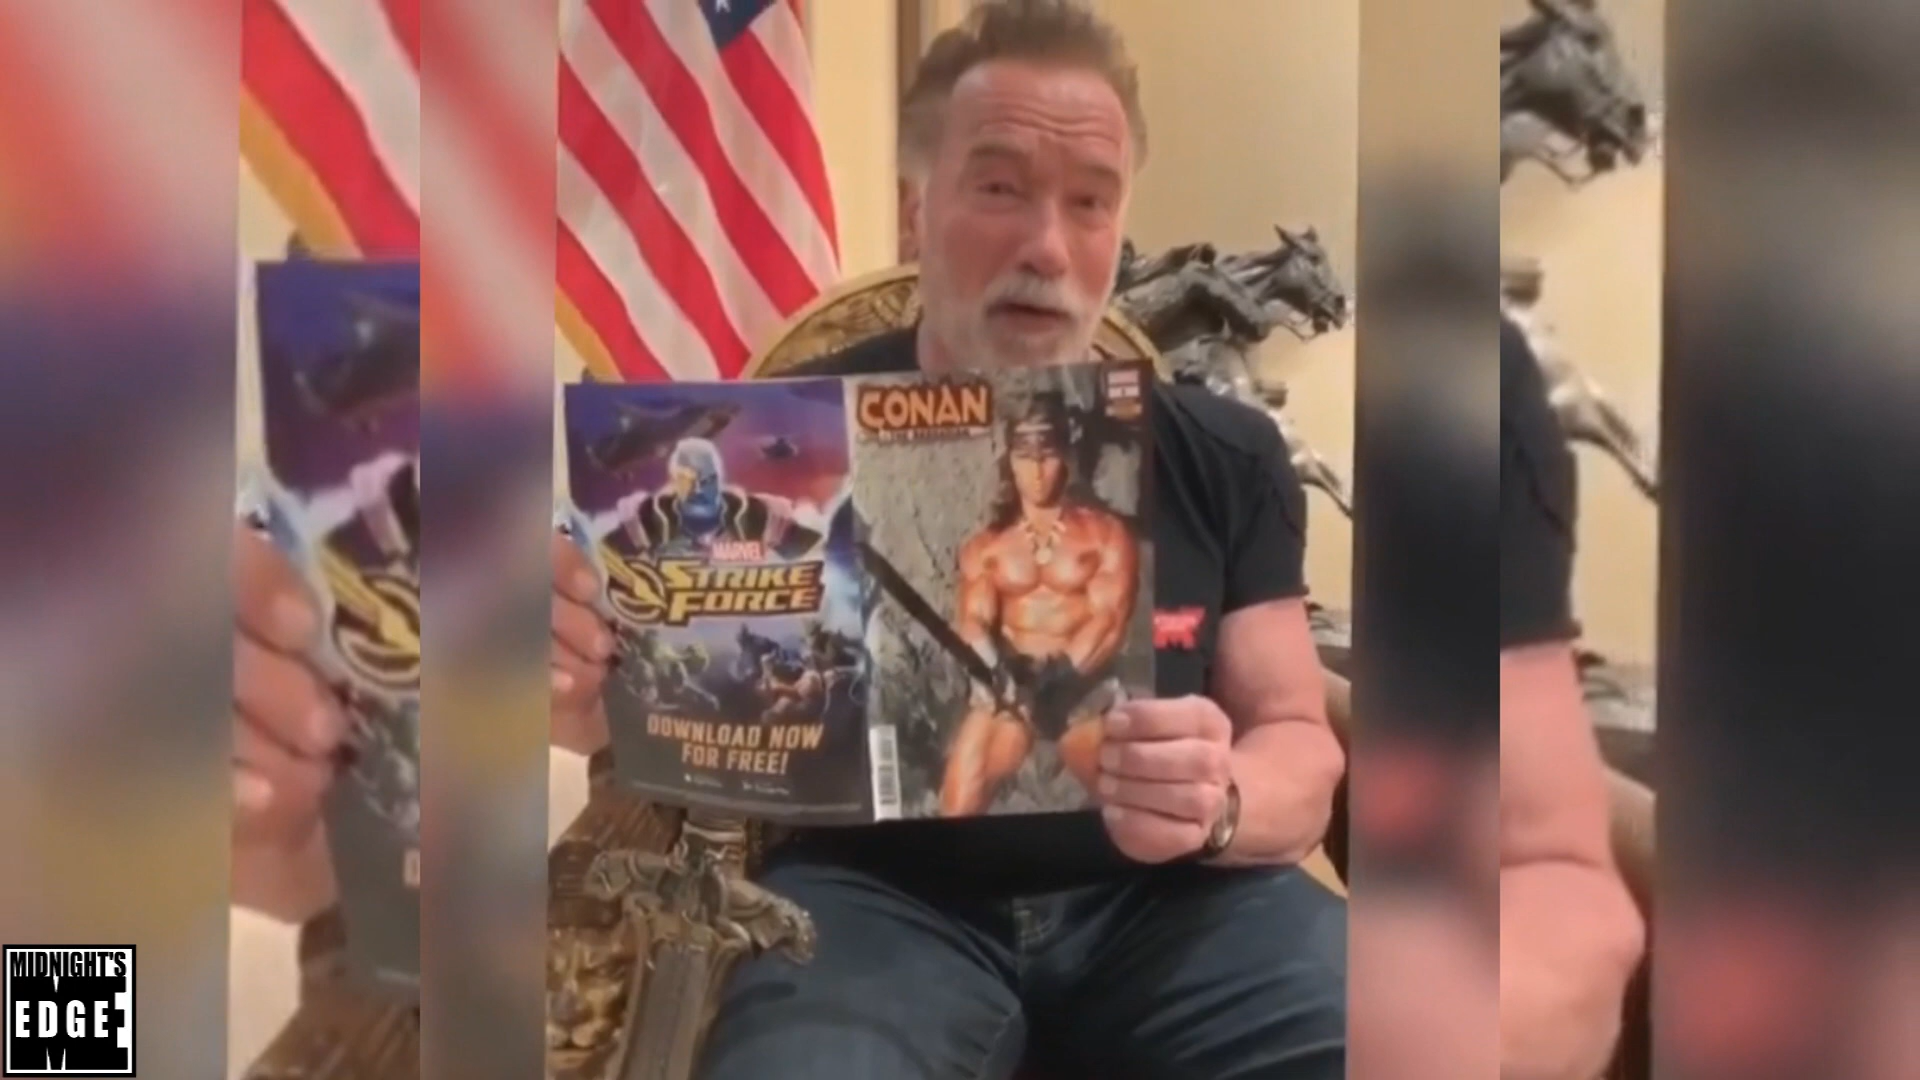 CONAN
MARVEL
STRIKE
FORCE
DOWNLOAD NOW
FOR FREE!
MIDNIGHT'S
EDGE